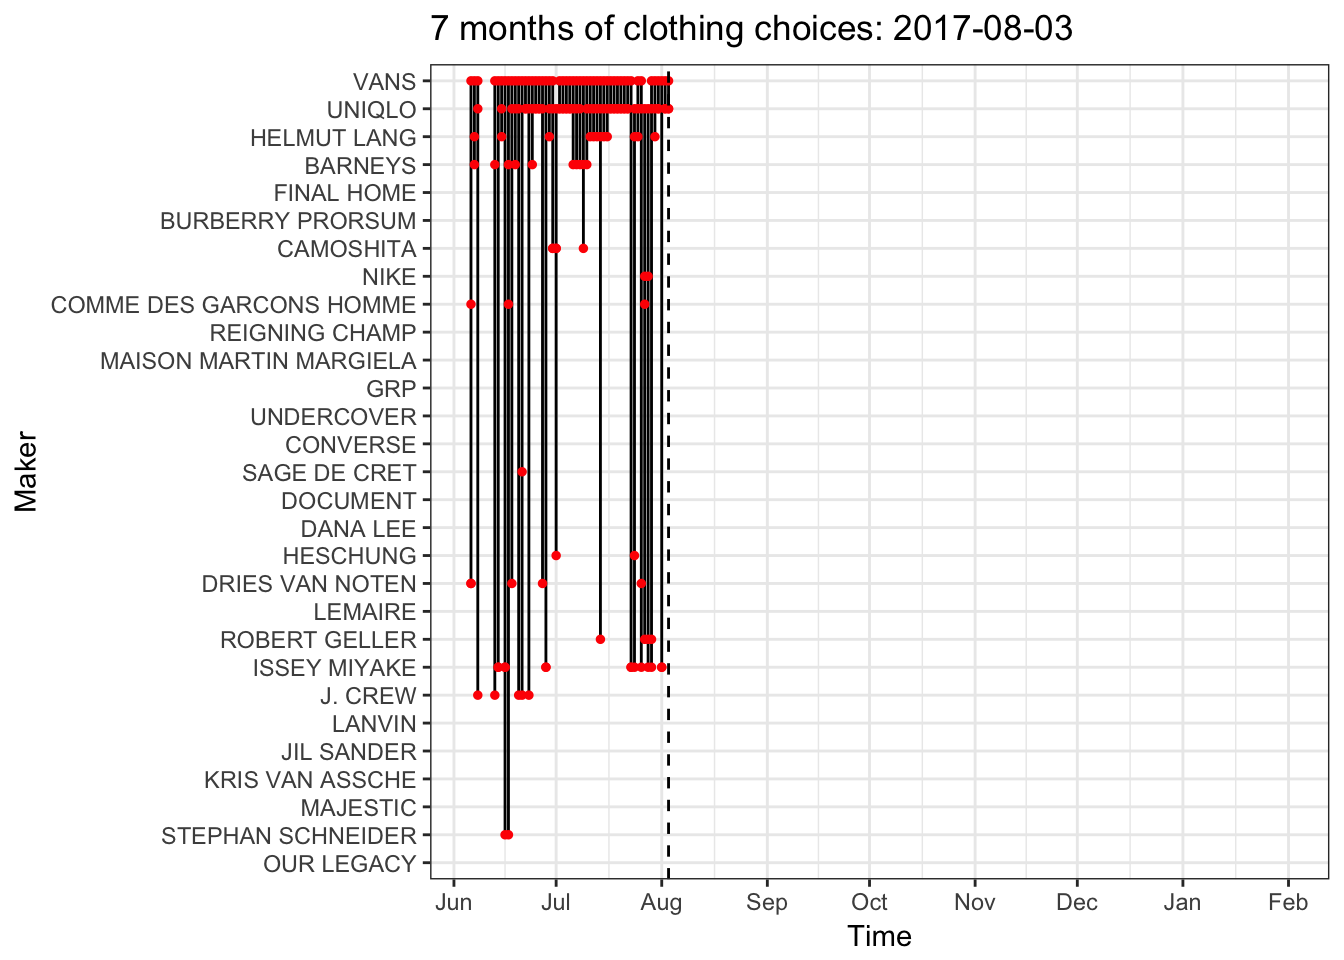 7 months of clothing choices: 2017-08-03
VANS
UNIQLO
HELMUT LANG
BARNEYS
FINAL HOME
BURBERRY PRORSUM
CAMOSHITA
NIKE
COMME DES GARCONS HOMME
REIGNING CHAMP
MAISON MARTIN MARGIELA
GRP
UNDERCOVER
CONVERSE
SAGE DE CRET
DOCUMENT
DANA LEE
HESCHUNG
DRIES VAN NOTEN
LEMAIRE
ROBERT GELLER
ISSEY MIYAKE
J. CREW
LANVIN
JIL SANDER
KRIS VAN ASSCHE
MAJESTIC
STEPHAN SCHNEIDER
OUR LEGACY
Maker
Jun Jul Aug Sep Oct Nov Dec Jan Feb
Time